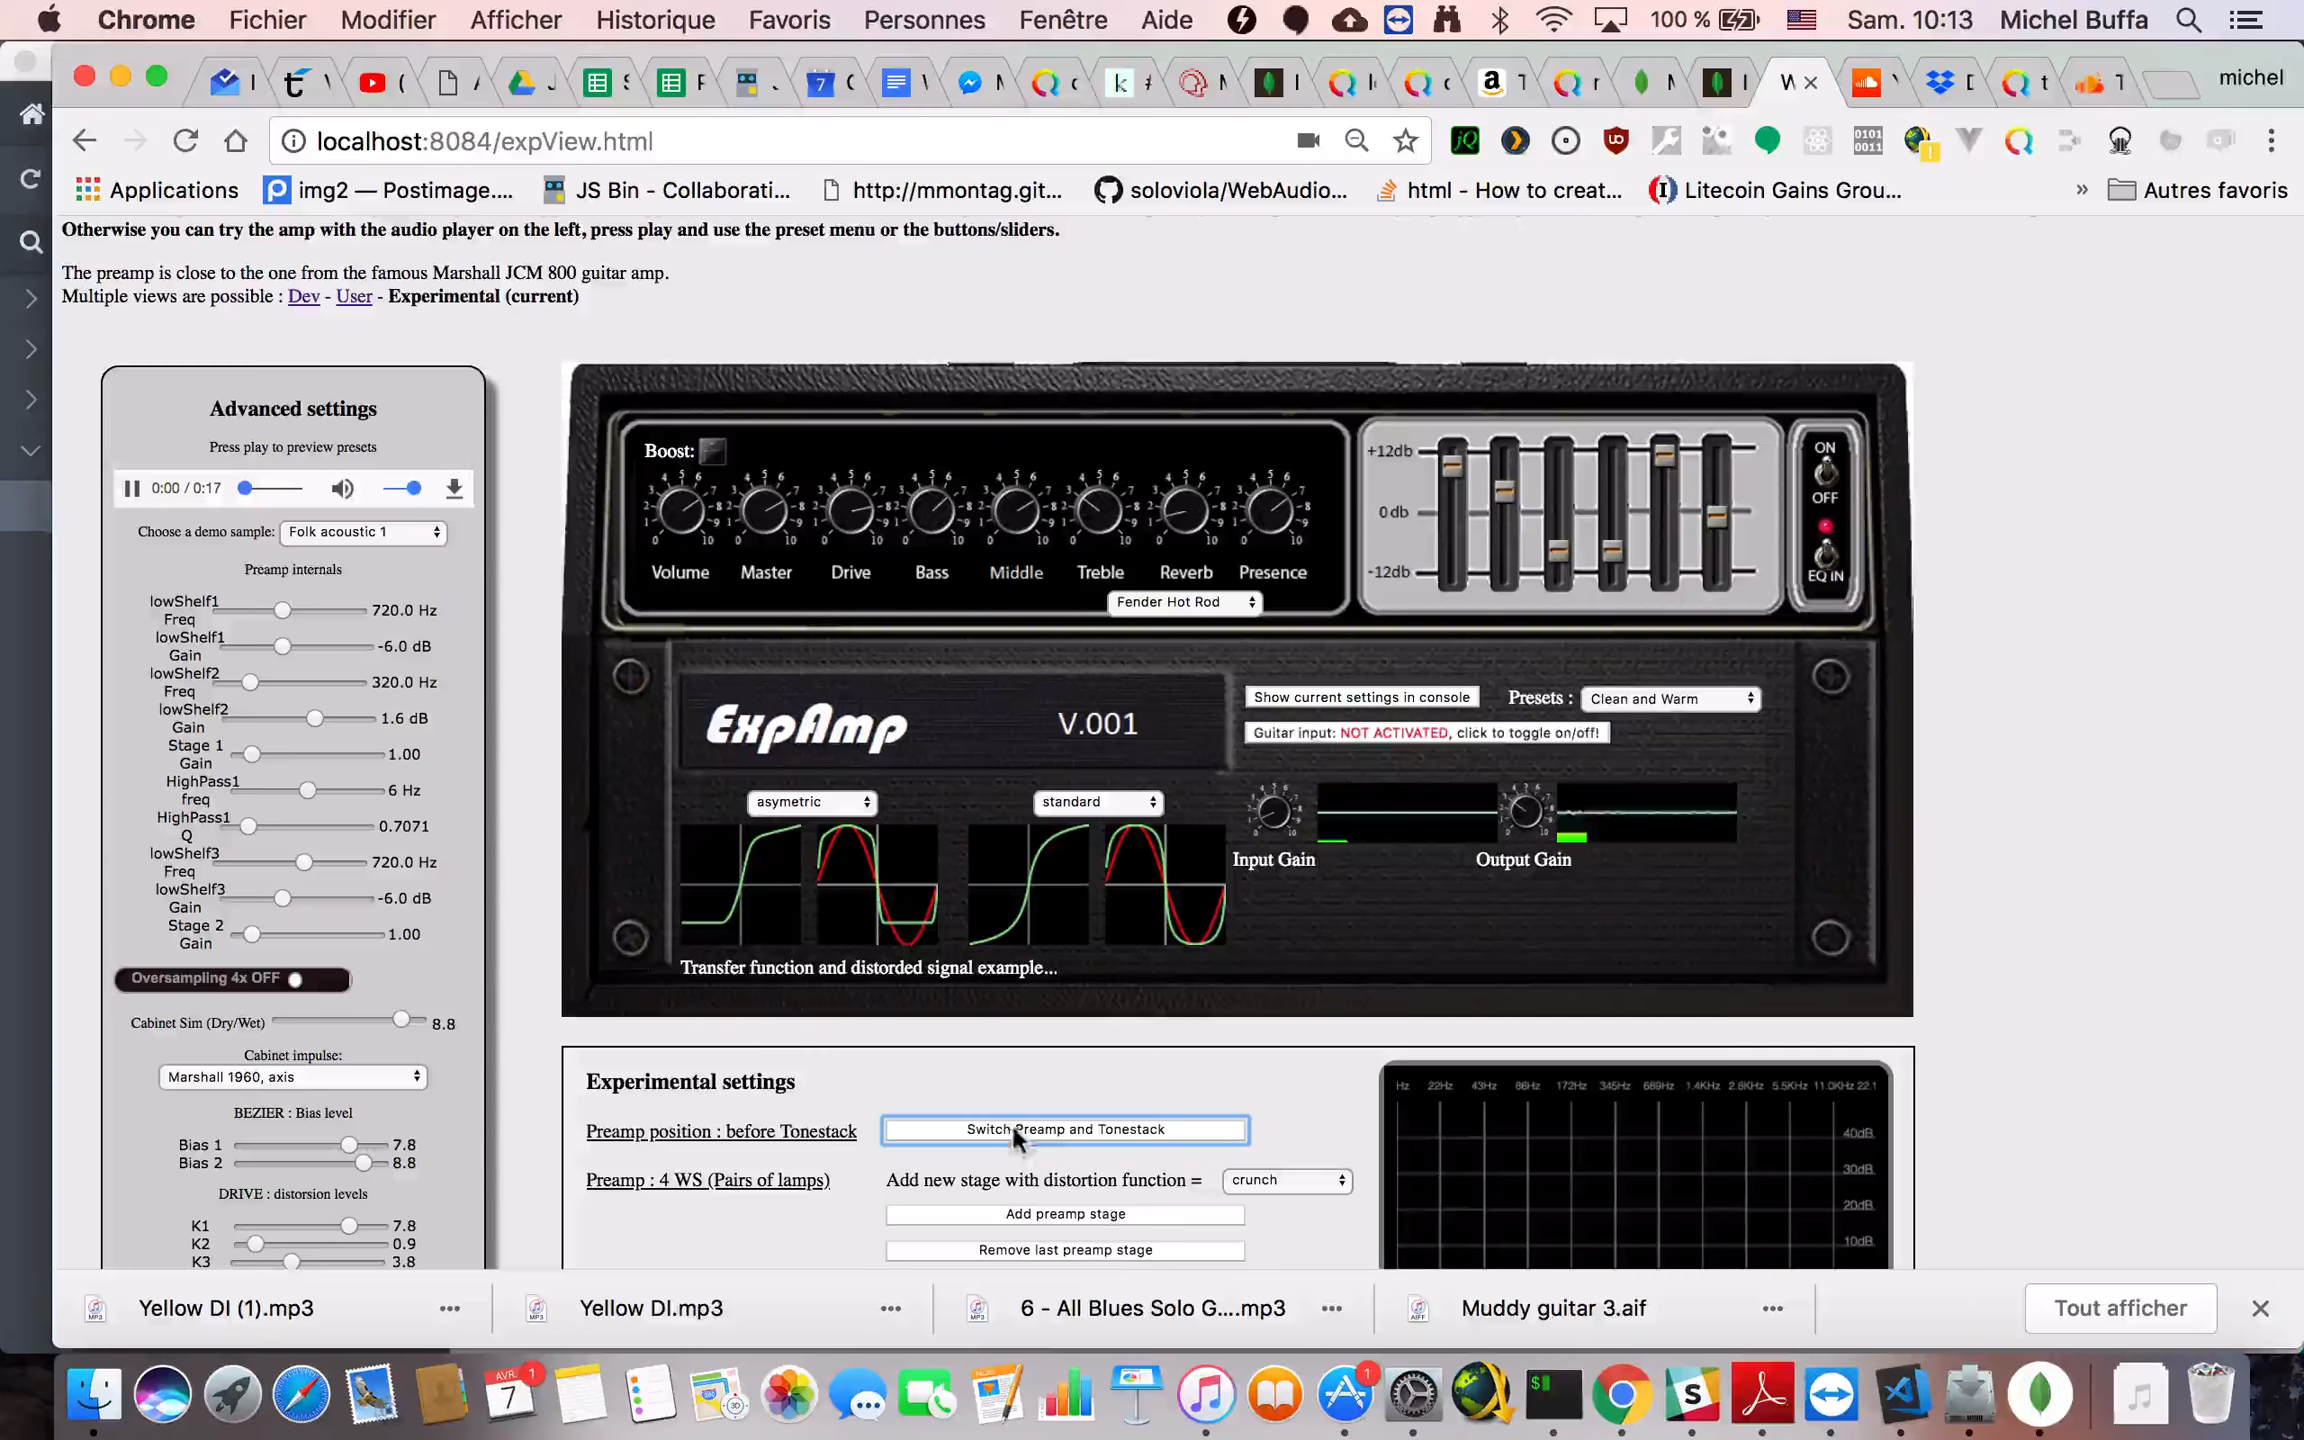 Chrome Fichier Modifier Afficher Historique Favoris Personnes Fenêtre Aide 100 % Sam. 10:13 Michel Buffa
michel
localhost:8084/expView.html
Applications img2 — Postimage.... JS Bin - Collaborati... http://mmontag.git... soloviola/WebAudio... html - How to creat... Litecoin Gains Grou... » Autres favoris
Otherwise you can try the amp with the audio player on the left, press play and use the preset menu or the buttons/sliders.
The preamp is close to the one from the famous Marshall JCM 800 guitar amp.
Multiple views are possible : Dev - User - Experimental (current)
Advanced settings
Press play to preview presets
0:00 / 0:17
Choose a demo sample: Folk acoustic 1
Preamp internals
lowShelf1 Freq 720.0 Hz
lowShelf1 Gain -6.0 dB
lowShelf2 Freq 320.0 Hz
lowShelf2 Gain 1.6 dB
Stage 1 Gain 1.00
HighPass1 freq 6 Hz
HighPass1 Q 0.7071
lowShelf3 Freq 720.0 Hz
lowShelf3 Gain -6.0 dB
Stage 2 Gain 1.00
Oversampling 4x OFF
Cabinet Sim (Dry/Wet) 8.8
Cabinet impulse:
Marshall 1960, axis
BEZIER : Bias level
Bias 1 7.8
Bias 2 8.8
DRIVE : distorsion levels
K1 7.8
K2 0.9
K3 3.8
Boost:
Volume Master Drive Bass Middle Treble Reverb Presence
Fender Hot Rod
+12db
0 db
-12db
ON
OFF
EQ IN
ExpAmp V.001
Show current settings in console Presets : Clean and Warm
Guitar input: NOT ACTIVATED, click to toggle on/off!
asymetric standard
Input Gain Output Gain
Transfer function and distorded signal example...
Experimental settings
Preamp position : before Tonestack Switch Preamp and Tonestack
Preamp : 4 WS (Pairs of lamps) Add new stage with distortion function = crunch
Add preamp stage
Remove last preamp stage
Hz 22Hz 43Hz 86Hz 172Hz 345Hz 689Hz 1.4KHz 2.8KHz 5.5KHz 11.0KHz 22.1
40dB
30dB
20dB
10dB
Yellow DI (1).mp3 Yellow DI.mp3 6 - All Blues Solo G....mp3 Muddy guitar 3.aif Tout afficher
AVR.
7